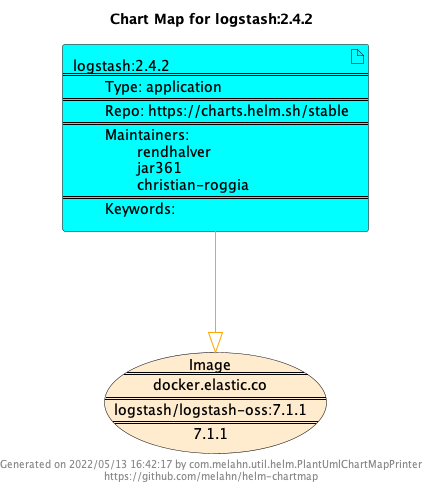 Chart Map for logstash:2.4.2
logstash:2.4.2
Type: application
Repo: https://charts.helm.sh/stable
Maintainers:
rendhalver
jar361
christian-roggia
Keywords:
Image
docker.elastic.co
logstash/logstash-oss:7.1.1
7.1.1
Generated on 2022/05/13 16:42:17 by com.melahn.util.helm.PlantUmlChartMapPrinter
https://github.com/melahn/helm-chartmap